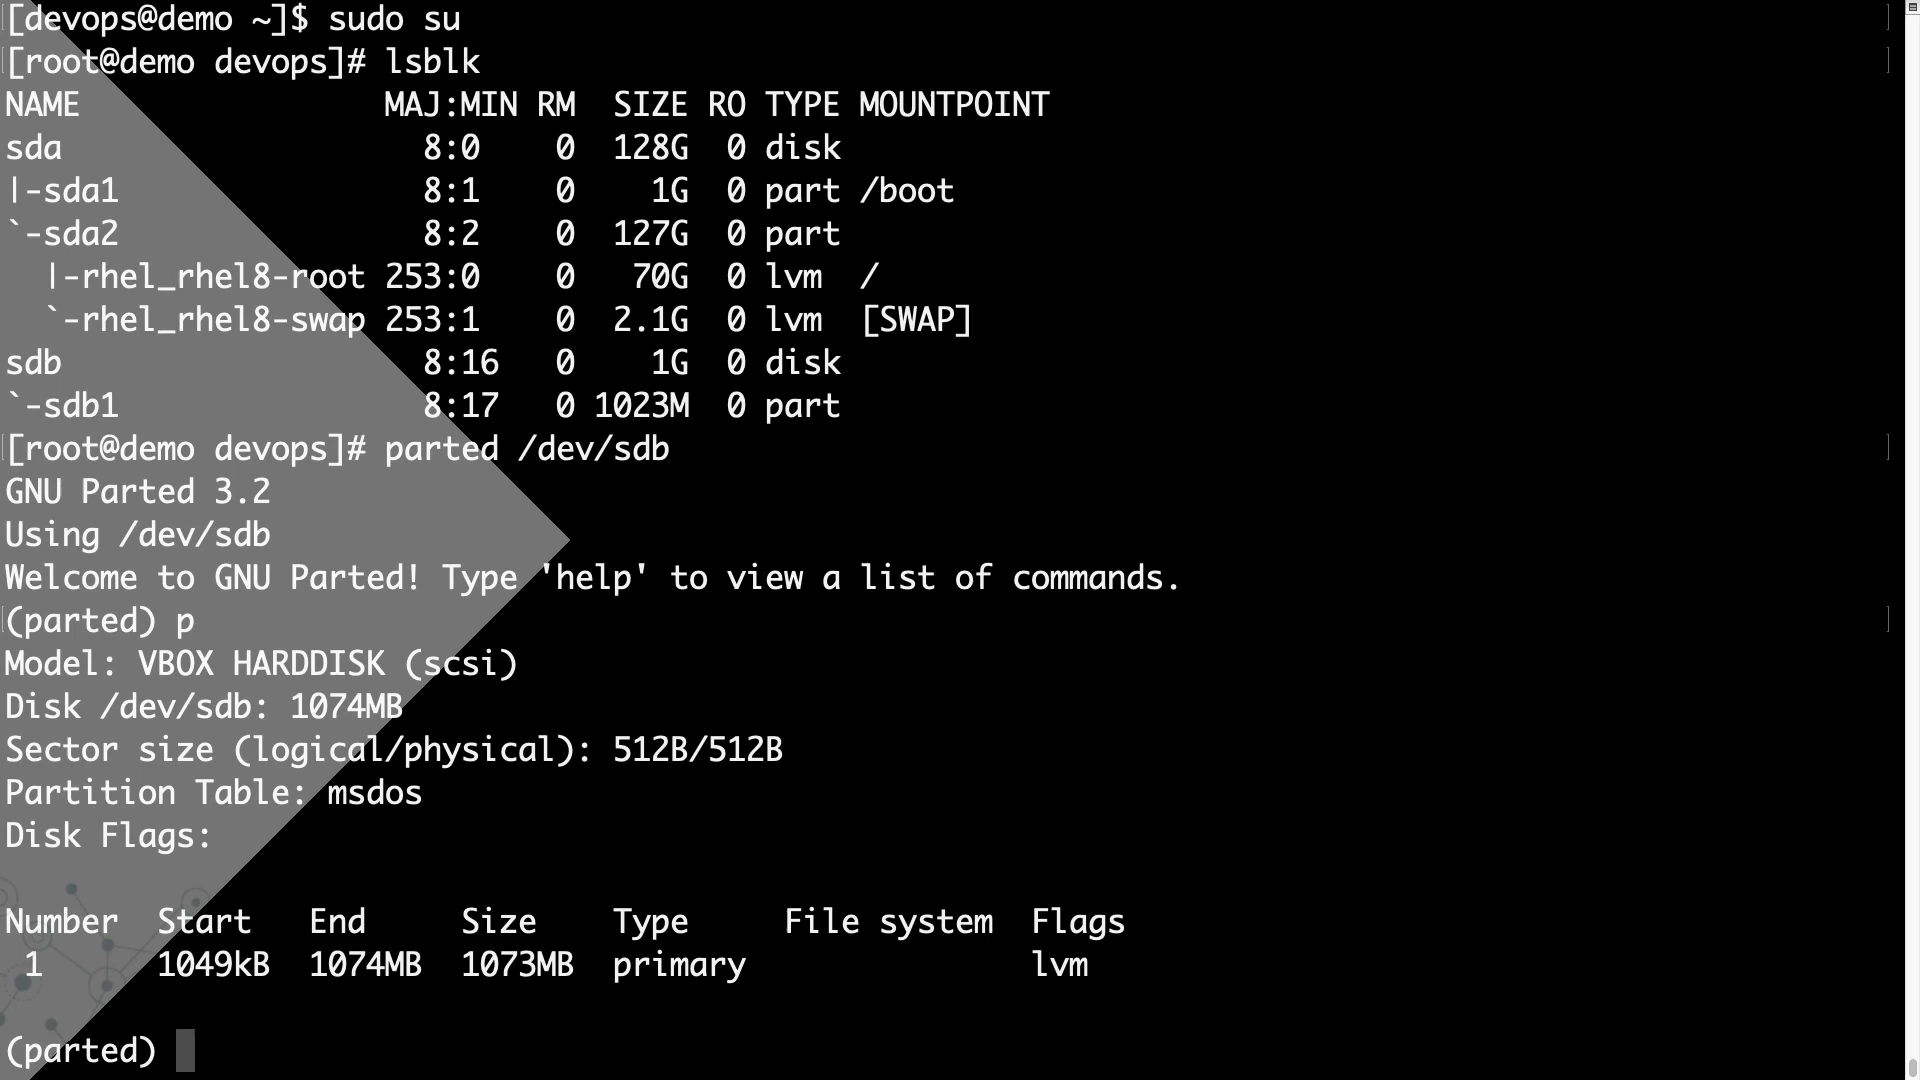 [devops@demo ~]$ sudo su
[root@demo devops]# lsblk
NAME                MAJ:MIN RM  SIZE RO TYPE MOUNTPOINT
sda                   8:0    0  128G  0 disk
|-sda1                8:1    0    1G  0 part /boot
`-sda2                8:2    0  127G  0 part
  |-rhel_rhel8-root 253:0    0   70G  0 lvm  /
  `-rhel_rhel8-swap 253:1    0  2.1G  0 lvm  [SWAP]
sdb                   8:16   0    1G  0 disk
`-sdb1                8:17   0 1023M  0 part
[root@demo devops]# parted /dev/sdb
GNU Parted 3.2
Using /dev/sdb
Welcome to GNU Parted! Type 'help' to view a list of commands.
(parted) p
Model: VBOX HARDDISK (scsi)
Disk /dev/sdb: 1074MB
Sector size (logical/physical): 512B/512B
Partition Table: msdos
Disk Flags:
Number  Start   End     Size    Type     File system  Flags
 1      1049kB  1074MB  1073MB  primary               lvm
(parted)